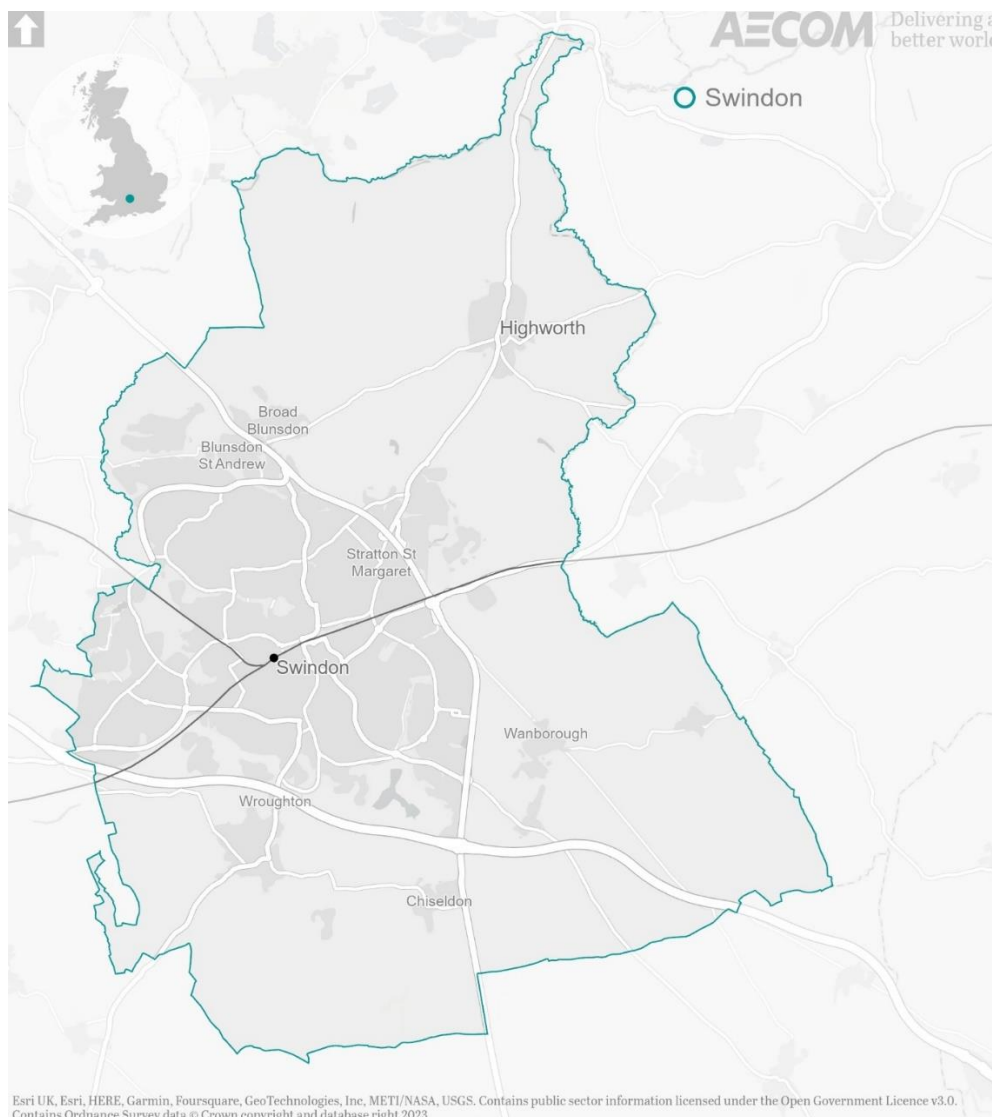 AECOM
Delivering a
better world
Swindon
Highworth
Broad
Blunsdon
Blunsdon
St Andrew
Stratton St
Margaret
Swindon
Wanborough
Wroughton
Chiseldon
Esri UK, Esri, HERE, Garmin, Foursquare, GeoTechnologies, Inc, METI/NASA, USGS. Contains public sector information licensed under the Open Government Licence v3.0.
Contains Ordnance Survey data © Crown copyright and database right 2023